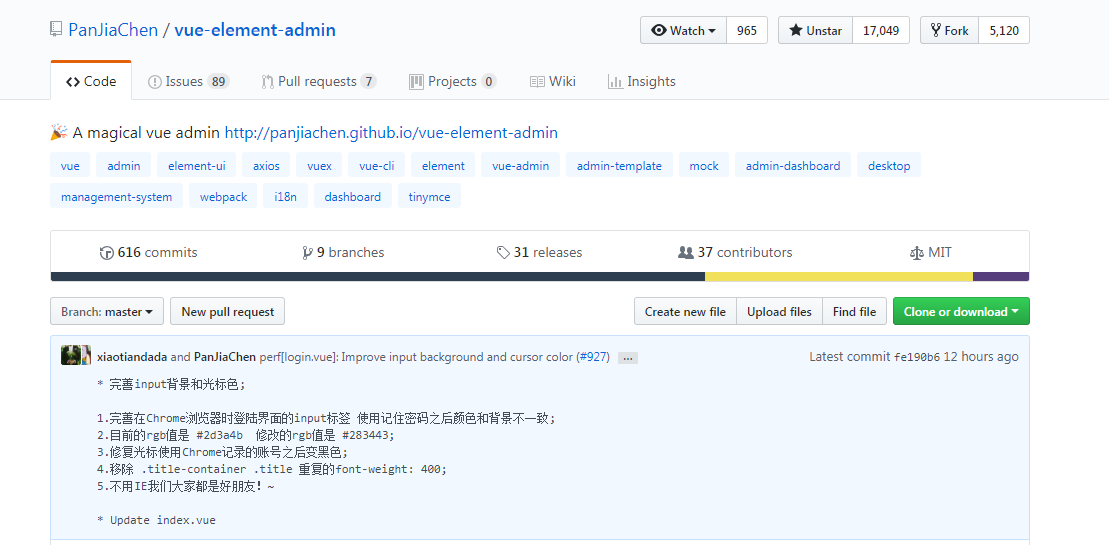 PanJiaChen / vue-element-admin
Watch 965 Unstar 17,049 Fork 5,120
Code Issues 89 Pull requests 7 Projects 0 Wiki Insights
A magical vue admin http://panjiachen.github.io/vue-element-admin
vue admin element-ui axios vuex vue-cli element vue-admin admin-template mock admin-dashboard desktop
management-system webpack i18n dashboard tinymce
616 commits 9 branches 31 releases 37 contributors MIT
Branch: master New pull request Create new file Upload files Find file Clone or download
xiaotiandada and PanJiaChen perf[login.vue]: Improve input background and cursor color (#927) … Latest commit fe190b6 12 hours ago
* 完善input背景和光标色;
1.完善在Chrome浏览器时登陆界面的input标签 使用记住密码之后颜色和背景不一致;
2.目前的rgb值是 #2d3a4b 修改的rgb值是 #283443;
3.修复光标使用Chrome记录的账号之后变黑色;
4.移除 .title-container .title 重复的font-weight: 400;
5.不用IE我们大家都是好朋友! ~
* Update index.vue